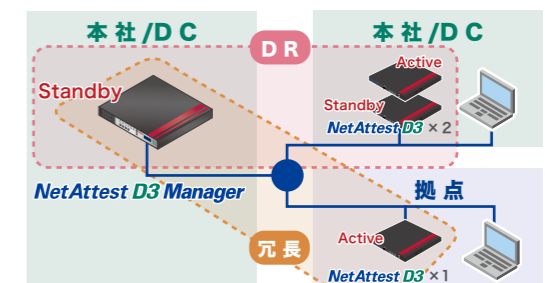 本社/DC
本社/DC
DR
Active
Standby
Standby
NetAttest D3 ×2
NetAttest D3 Manager
拠点
Active
冗長
NetAttest D3 ×1